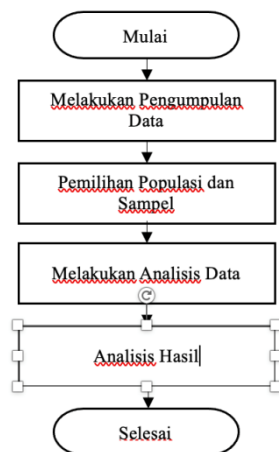 Mulai
Melakukan Pengumpulan
Data
Pemilihan Populasi dan
Sampel
Melakukan Analisis Data
Analisis Hasil
Selesai